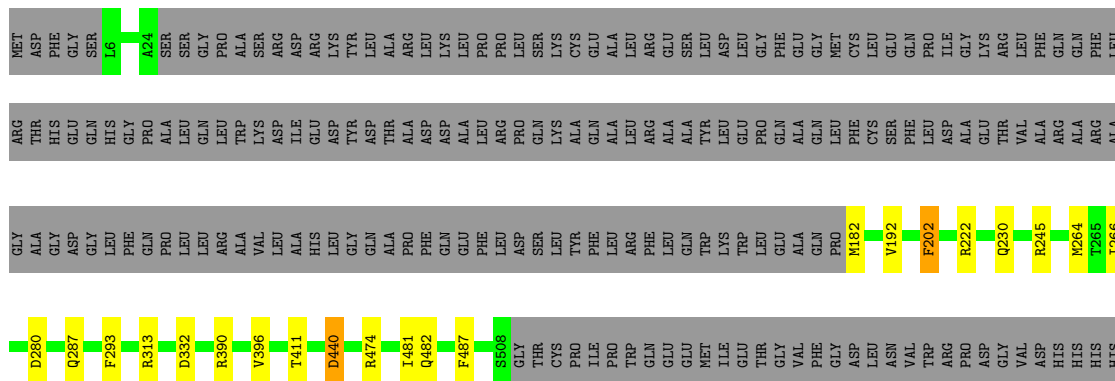 MET ASP PHE GLY SER L6 A24 SER SER GLY PRO ALA SER ARG ASP ARG LYS TYR LEU ALA ARG LEU LYS LEU PRO PRO LEU SER LYS CYS GLU ALA LEU ARG GLU SER LEU ASP LEU GLY PHE GLU GLY MET CYS LEU GLU GLN PRO ILE GLY LYS ARG LEU PHE GLN GLN PHE LEU
ARG THR HIS GLU GLN HIS GLY PRO ALA LEU GLN LEU TRP LYS ASP ILE GLU ASP TYR ASP THR ALA ASP ASP ALA LEU ARG PRO GLN LYS ALA GLN ALA LEU ARG ALA ALA TYR LEU GLU PRO GLN ALA GLN LEU PHE CYS SER PHE LEU ASP ALA GLU THR VAL ALA ARG ALA ARG ALA
GLY ALA GLY ASP GLY LEU PHE GLN PRO LEU LEU ARG ALA VAL LEU ALA HIS LEU GLY GLN ALA PRO PHE GLN GLU PHE LEU ASP SER LEU TYR PHE LEU ARG PHE LEU GLN TRP LYS TRP LEU GLU ALA GLN PRO M182 V192 F202 R222 Q230 R245 M264 T265 I266
D280 Q287 F293 R313 D332 R390 V396 T411 D440 R474 I481 Q482 F487 S508 GLY THR CYS PRO ILE PRO TRP GLN GLU GLU MET ILE GLU THR GLY VAL PHE GLY ASP LEU ASN VAL TRP ARG PRO ASP GLY VAL ASP HIS HIS HIS HIS